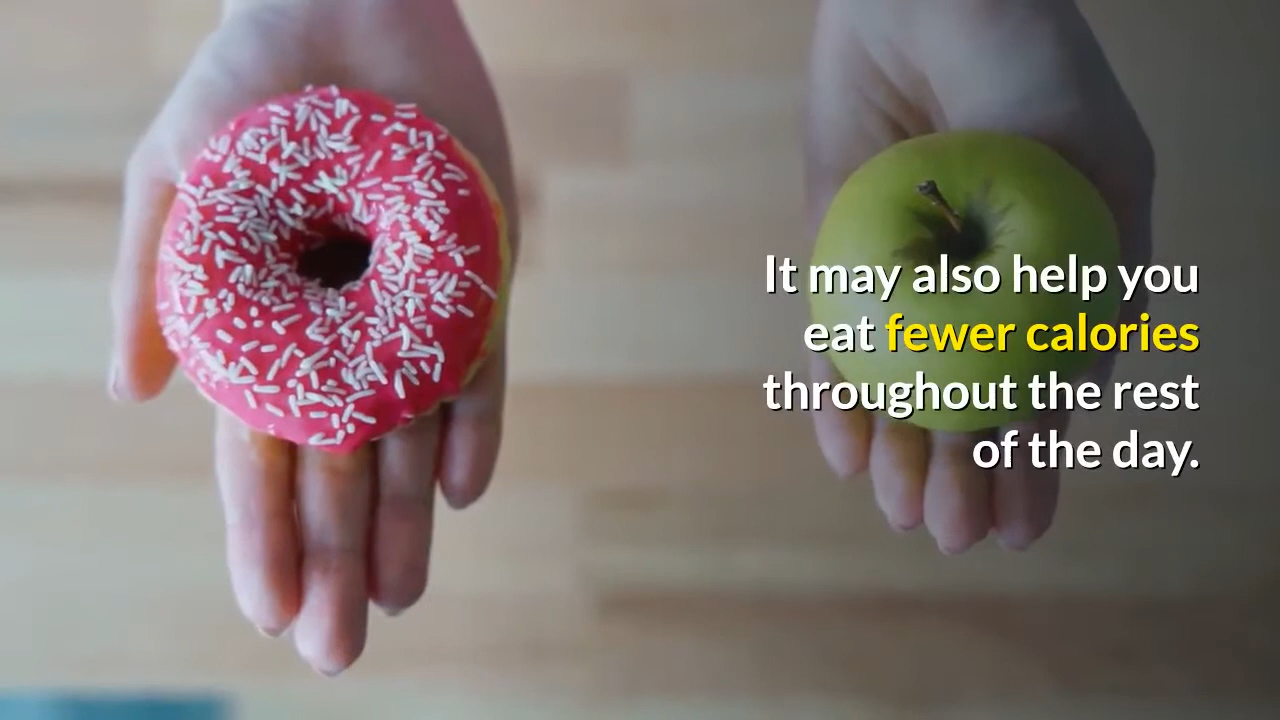 It may also help you
eat fewer calories
throughout the rest
of the day.